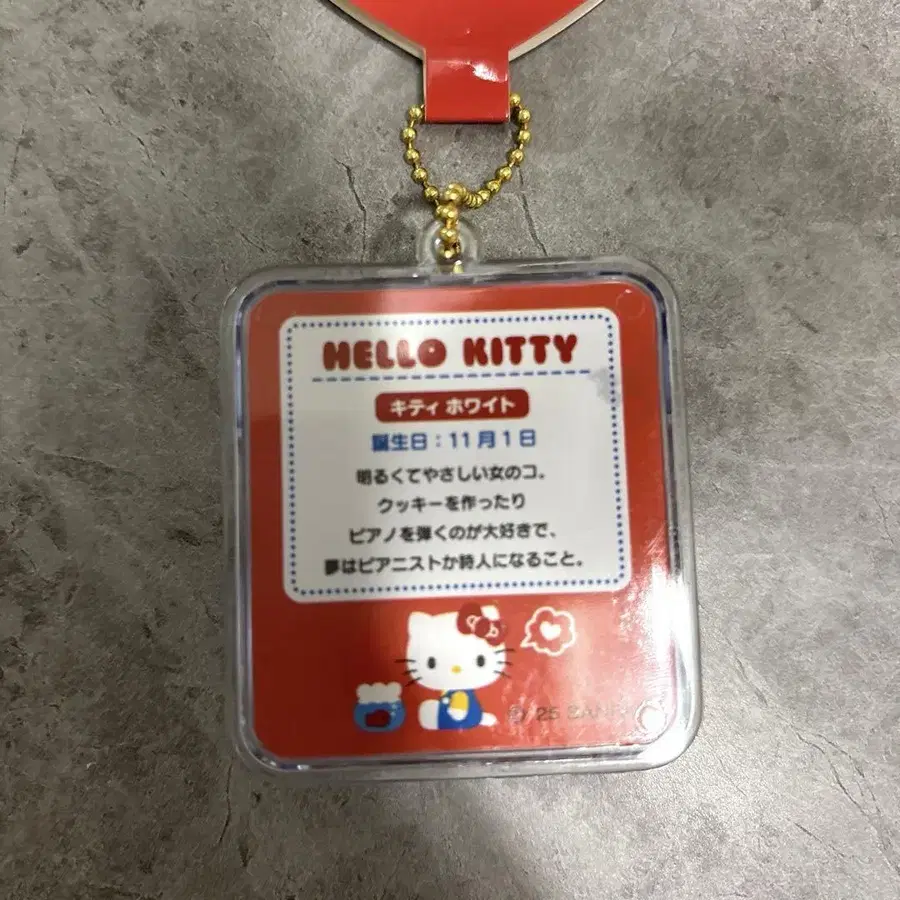 HELLO KITTY
キティ ホワイト
誕生日：11月1日
明るくてやさしい女のコ。
クッキーを作ったり
ピアノを弾くのが大好きで、
夢はピアニストか詩人になること。
© '25 SANRIO